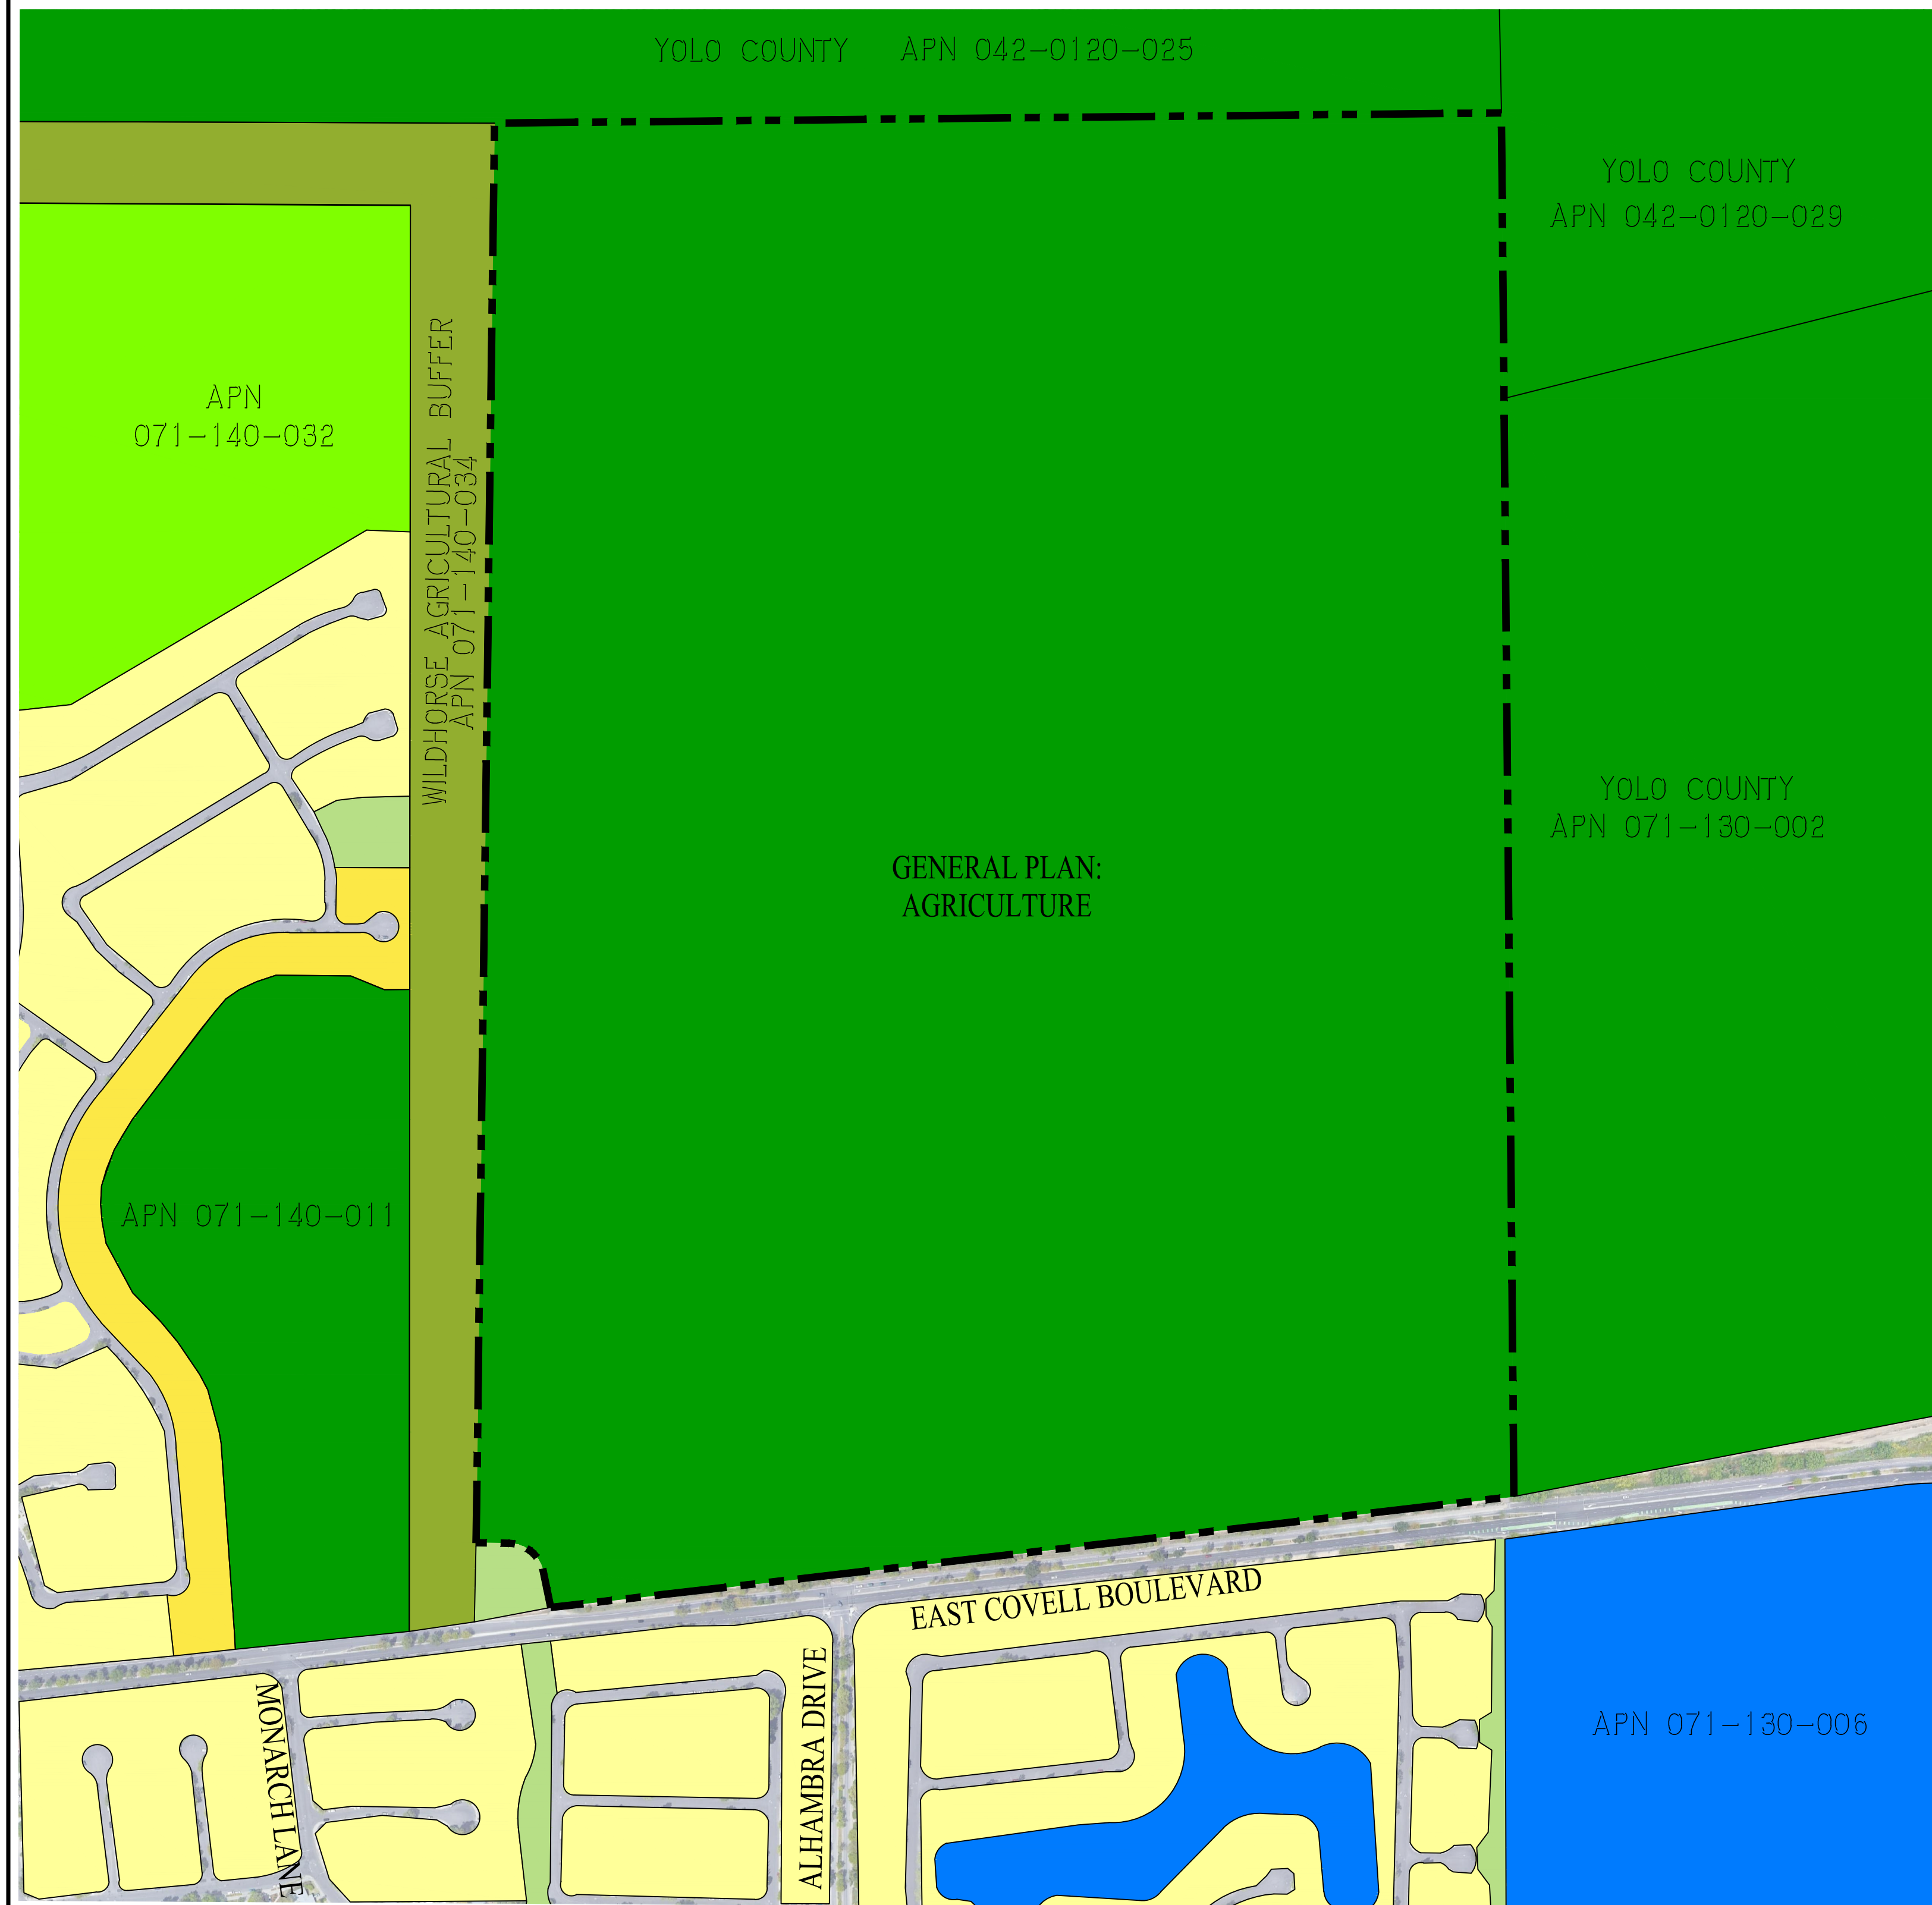 YOLO COUNTY APN 042-0120-025
YOLO COUNTY
APN 042-0120-029
APN
071-140-032
WILDHORSE AGRICULTURAL BUFFER
APN 071-140-034
YOLO COUNTY
APN 071-130-002
GENERAL PLAN:
AGRICULTURE
APN 071-140-011
EAST COVELL BOULEVARD
MONARCH LANE
ALHAMBRA DRIVE
APN 071-130-006